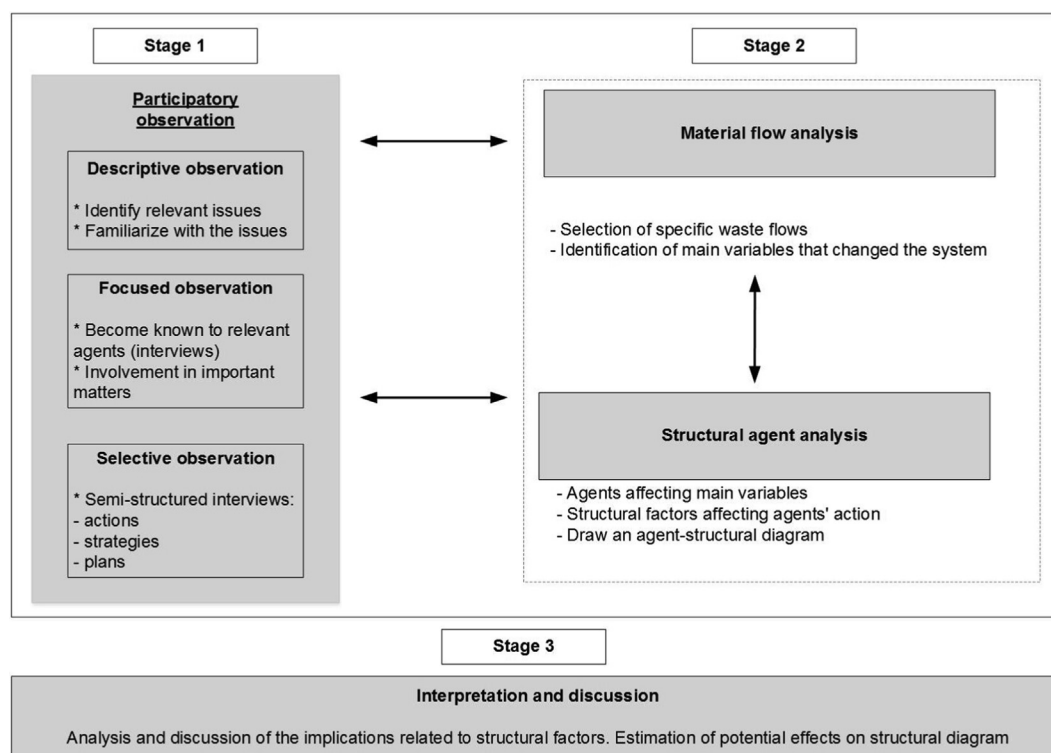 Stage 1
Participatory
observation
Descriptive observation
* Identify relevant issues
* Familiarize with the issues
Focused observation
* Become known to relevant
agents (interviews)
* Involvement in important
matters
Selective observation
* Semi-structured interviews:
- actions
- strategies
- plans
Stage 2
Material flow analysis
- Selection of specific waste flows
- Identification of main variables that changed the system
Structural agent analysis
- Agents affecting main variables
- Structural factors affecting agents' action
- Draw an agent-structural diagram
Stage 3
Interpretation and discussion
Analysis and discussion of the implications related to structural factors. Estimation of potential effects on structural diagram